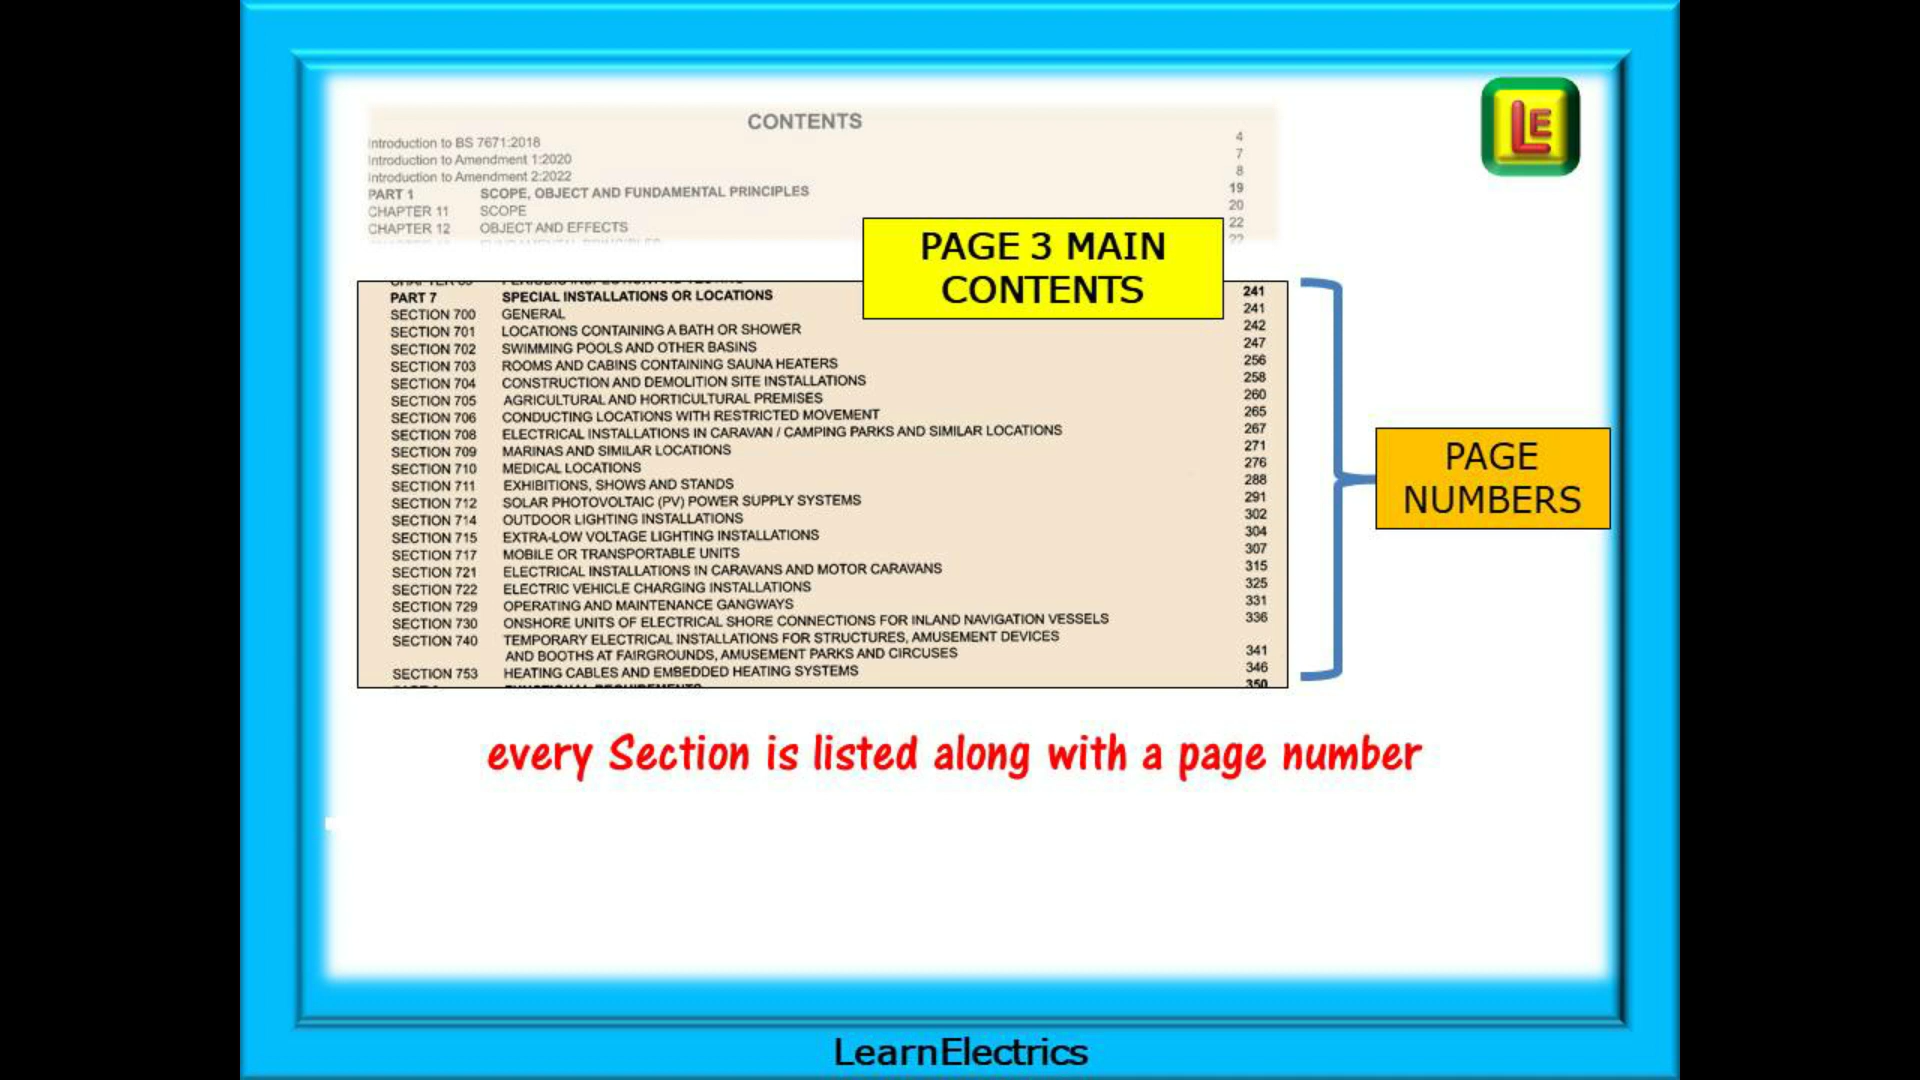 LE
CONTENTS
Introduction to BS 7671:2018 4
Introduction to Amendment 1:2020 7
Introduction to Amendment 2:2022 8
PART 1 SCOPE, OBJECT AND FUNDAMENTAL PRINCIPLES 19
CHAPTER 11 SCOPE 20
CHAPTER 12 OBJECT AND EFFECTS 22
PAGE 3 MAIN
CONTENTS
PART 7 SPECIAL INSTALLATIONS OR LOCATIONS 241
SECTION 700 GENERAL 241
SECTION 701 LOCATIONS CONTAINING A BATH OR SHOWER 242
SECTION 702 SWIMMING POOLS AND OTHER BASINS 247
SECTION 703 ROOMS AND CABINS CONTAINING SAUNA HEATERS 256
SECTION 704 CONSTRUCTION AND DEMOLITION SITE INSTALLATIONS 258
SECTION 705 AGRICULTURAL AND HORTICULTURAL PREMISES 260
SECTION 706 CONDUCTING LOCATIONS WITH RESTRICTED MOVEMENT 265
SECTION 708 ELECTRICAL INSTALLATIONS IN CARAVAN / CAMPING PARKS AND SIMILAR LOCATIONS 267
SECTION 709 MARINAS AND SIMILAR LOCATIONS 271
SECTION 710 MEDICAL LOCATIONS 276
SECTION 711 EXHIBITIONS, SHOWS AND STANDS 288
SECTION 712 SOLAR PHOTOVOLTAIC (PV) POWER SUPPLY SYSTEMS 291
SECTION 714 OUTDOOR LIGHTING INSTALLATIONS 302
SECTION 715 EXTRA-LOW VOLTAGE LIGHTING INSTALLATIONS 304
SECTION 717 MOBILE OR TRANSPORTABLE UNITS 307
SECTION 721 ELECTRICAL INSTALLATIONS IN CARAVANS AND MOTOR CARAVANS 315
SECTION 722 ELECTRIC VEHICLE CHARGING INSTALLATIONS 325
SECTION 729 OPERATING AND MAINTENANCE GANGWAYS 331
SECTION 730 ONSHORE UNITS OF ELECTRICAL SHORE CONNECTIONS FOR INLAND NAVIGATION VESSELS 336
SECTION 740 TEMPORARY ELECTRICAL INSTALLATIONS FOR STRUCTURES, AMUSEMENT DEVICES
AND BOOTHS AT FAIRGROUNDS, AMUSEMENT PARKS AND CIRCUSES 341
SECTION 753 HEATING CABLES AND EMBEDDED HEATING SYSTEMS 346
350
PAGE
NUMBERS
every Section is listed along with a page number
LearnElectrics